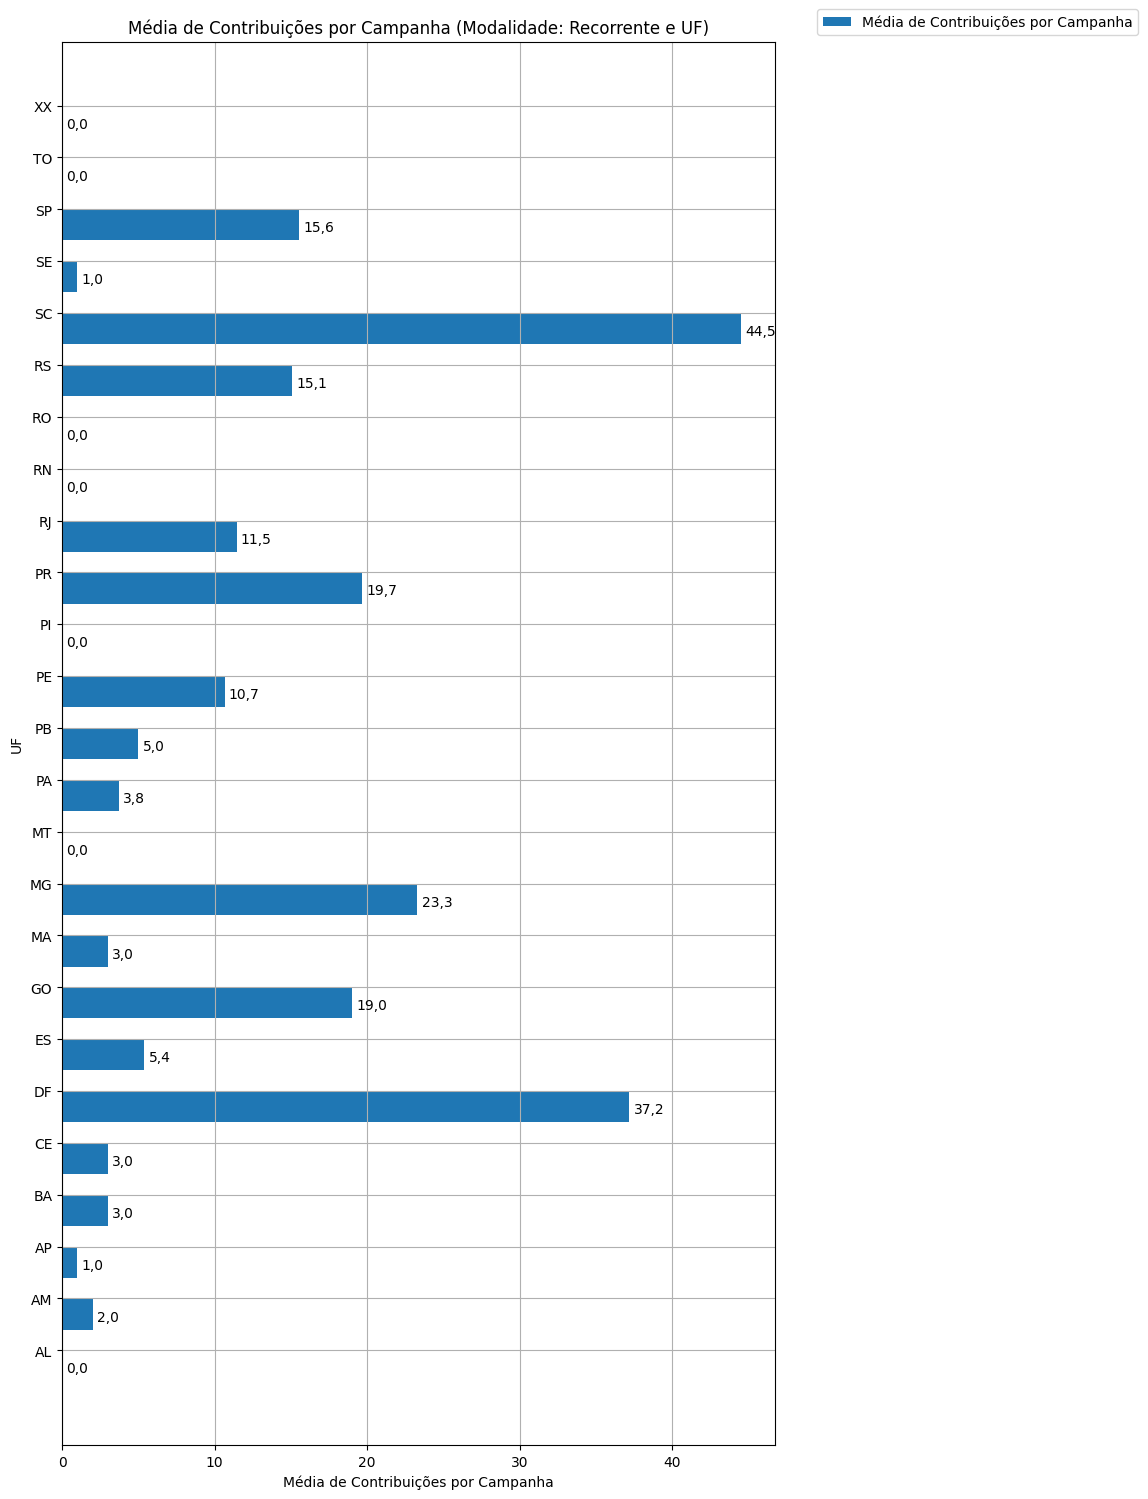 Média de Contribuições por Campanha (Modalidade: Recorrente e UF)
Média de Contribuições por Campanha
XX
0,0
TO
0,0
SP
15,6
SE
1,0
SC
44,5
RS
15,1
RO
0,0
RN
0,0
RJ
11,5
PR
19,7
PI
0,0
PE
10,7
PB
5,0
UF
PA
3,8
MT
0,0
MG
23,3
MA
3,0
GO
19,0
ES
5,4
DF
37,2
CE
3,0
BA
3,0
AP
1,0
AM
2,0
AL
0,0
0 10 20 30 40
Média de Contribuições por Campanha